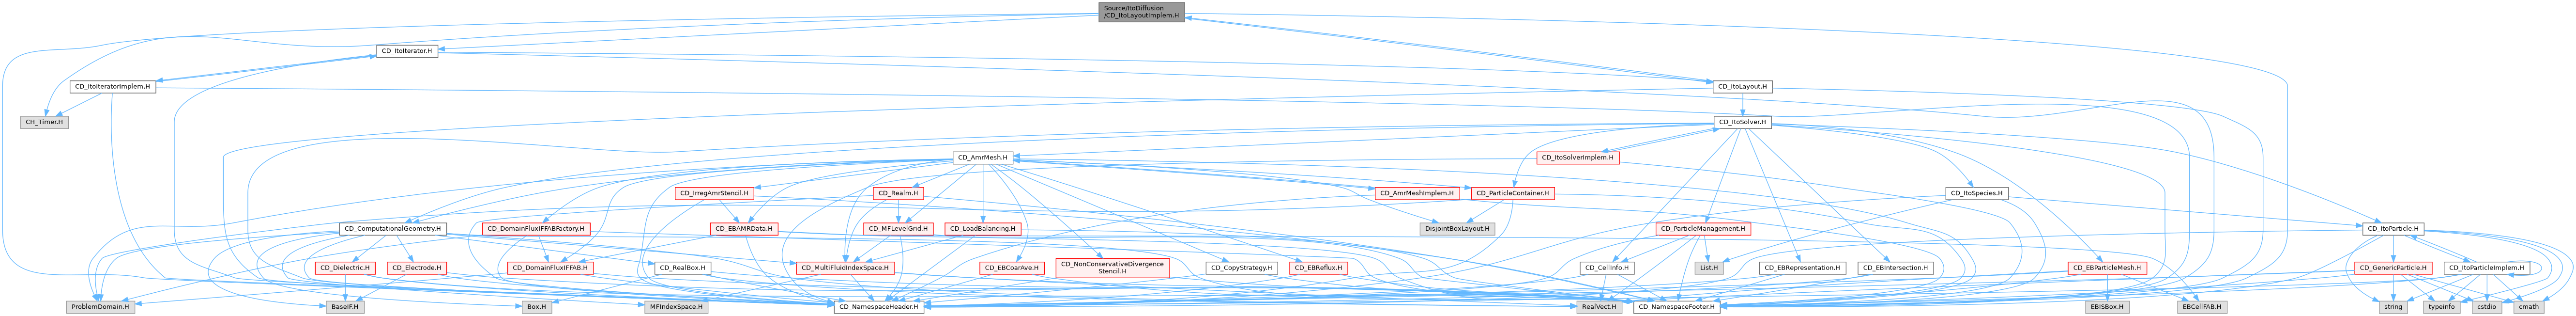 Source/ItoDiffusion
/CD_ItoLayoutImplem.H
CD_ItoIterator.H
CD_ItoIteratorImplem.H
CD_ItoLayout.H
CH_Timer.H
CD_ItoSolver.H
CD_AmrMesh.H
CD_ItoSolverImplem.H
CD_IrregAmrStencil.H
CD_Realm.H
CD_AmrMeshImplem.H
CD_ParticleContainer.H
CD_ItoSpecies.H
CD_ComputationalGeometry.H
CD_DomainFluxIFFABFactory.H
CD_EBAMRData.H
CD_MFLevelGrid.H
CD_LoadBalancing.H
DisjointBoxLayout.H
CD_ParticleManagement.H
CD_ItoParticle.H
CD_Dielectric.H
CD_Electrode.H
CD_DomainFluxIFFAB.H
CD_RealBox.H
CD_MultiFluidIndexSpace.H
CD_EBCoarAve.H
CD_NonConservativeDivergence
Stencil.H
CD_CopyStrategy.H
CD_EBReflux.H
CD_CellInfo.H
List.H
CD_EBRepresentation.H
CD_EBIntersection.H
CD_EBParticleMesh.H
CD_GenericParticle.H
CD_ItoParticleImplem.H
ProblemDomain.H
BaseIF.H
Box.H
MFIndexSpace.H
CD_NamespaceHeader.H
RealVect.H
CD_NamespaceFooter.H
EBISBox.H
EBCellFAB.H
string
typeinfo
cstdio
cmath